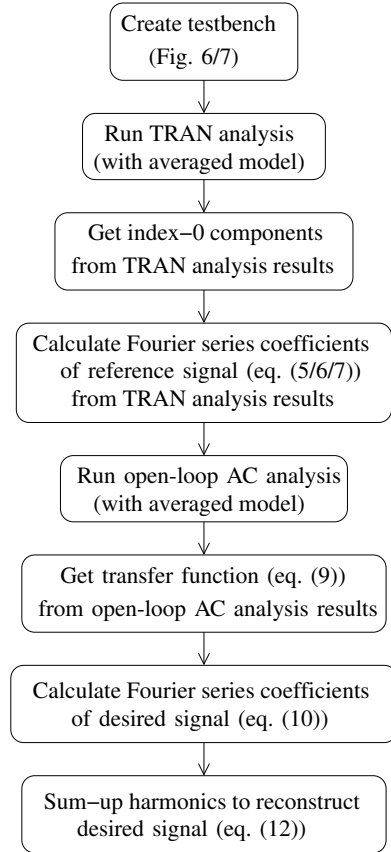 Create testbench
(Fig. 6/7)
Run TRAN analysis
(with averaged model)
Get index−0 components
from TRAN analysis results
Calculate Fourier series coefficients
of reference signal (eq. (5/6/7))
from TRAN analysis results
Run open-loop AC analysis
(with averaged model)
Get transfer function (eq. (9))
from open-loop AC analysis results
Calculate Fourier series coefficients
of desired signal (eq. (10))
Sum−up harmonics to reconstruct
desired signal (eq. (12))